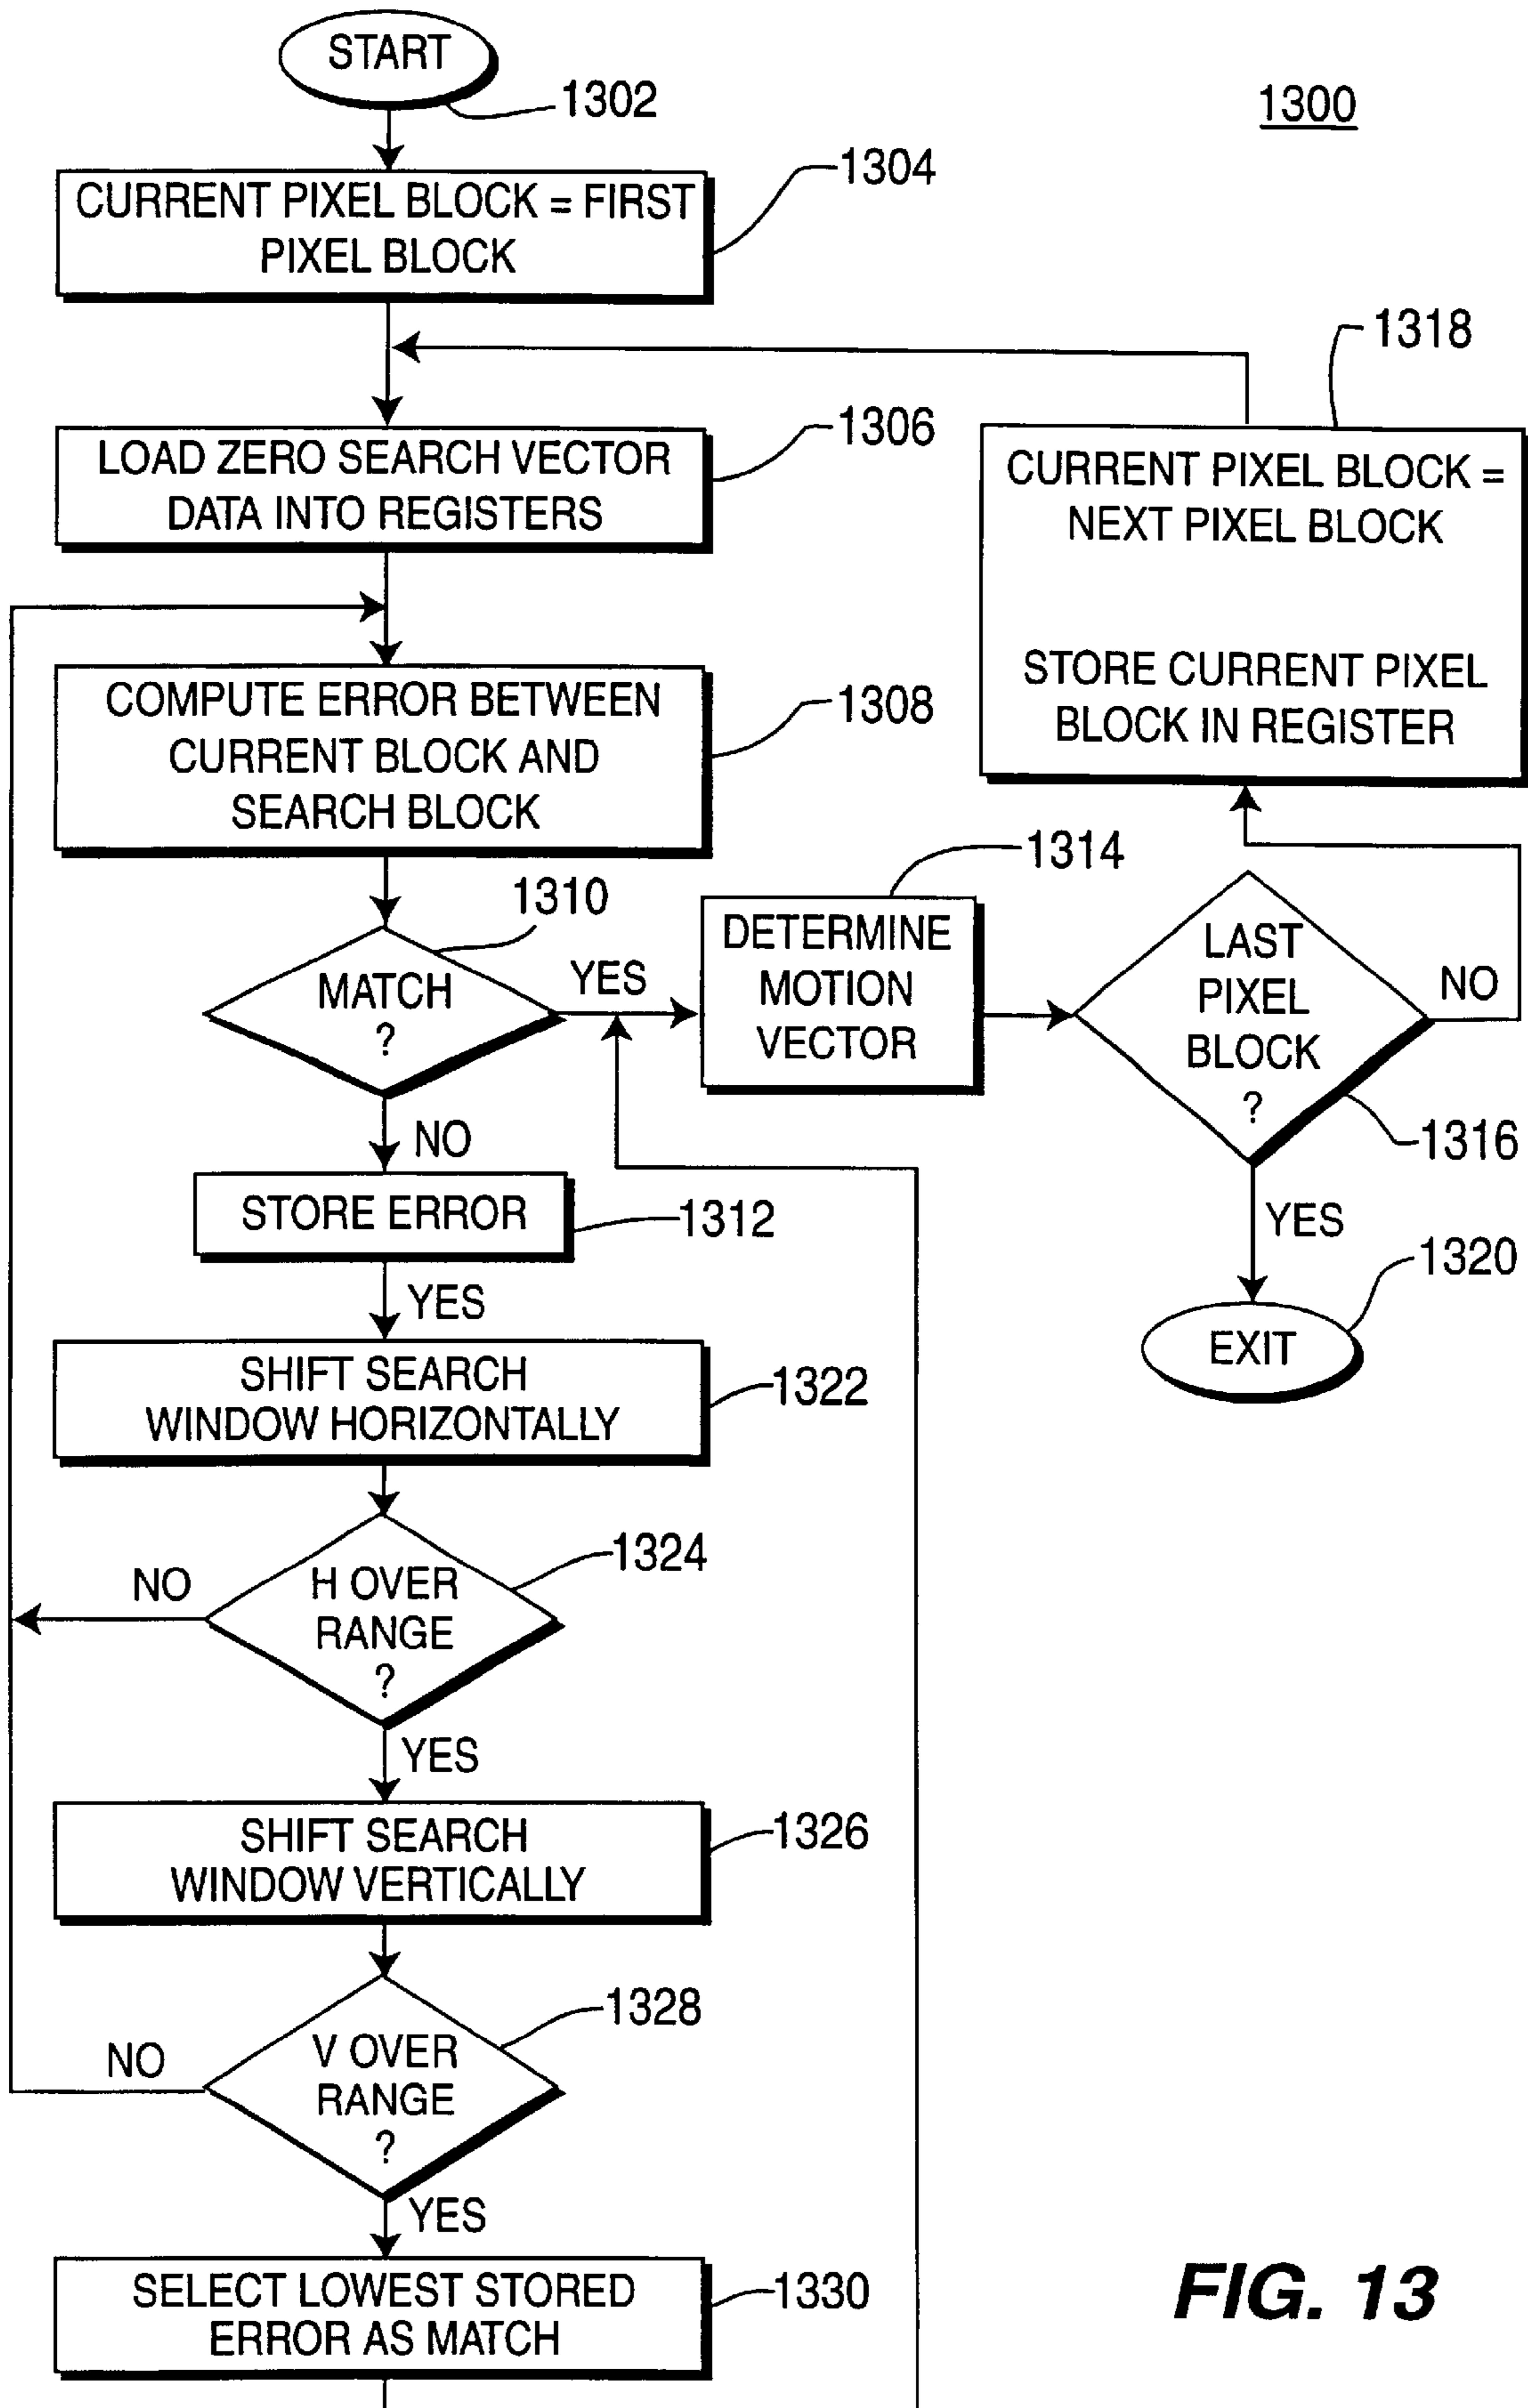 START
1302
1300
1304
CURRENT PIXEL BLOCK = FIRST
PIXEL BLOCK
1318
1306
LOAD ZERO SEARCH VECTOR
DATA INTO REGISTERS
CURRENT PIXEL BLOCK =
NEXT PIXEL BLOCK
STORE CURRENT PIXEL
BLOCK IN REGISTER
1308
COMPUTE ERROR BETWEEN
CURRENT BLOCK AND
SEARCH BLOCK
1310
MATCH
?
YES
1314
DETERMINE
MOTION
VECTOR
LAST
PIXEL
BLOCK
?
NO
1316
YES
1320
EXIT
NO
STORE ERROR
1312
YES
SHIFT SEARCH
WINDOW HORIZONTALLY
1322
1324
H OVER
RANGE
?
NO
YES
SHIFT SEARCH
WINDOW VERTICALLY
1326
1328
V OVER
RANGE
?
NO
YES
SELECT LOWEST STORED
ERROR AS MATCH
1330
FIG. 13